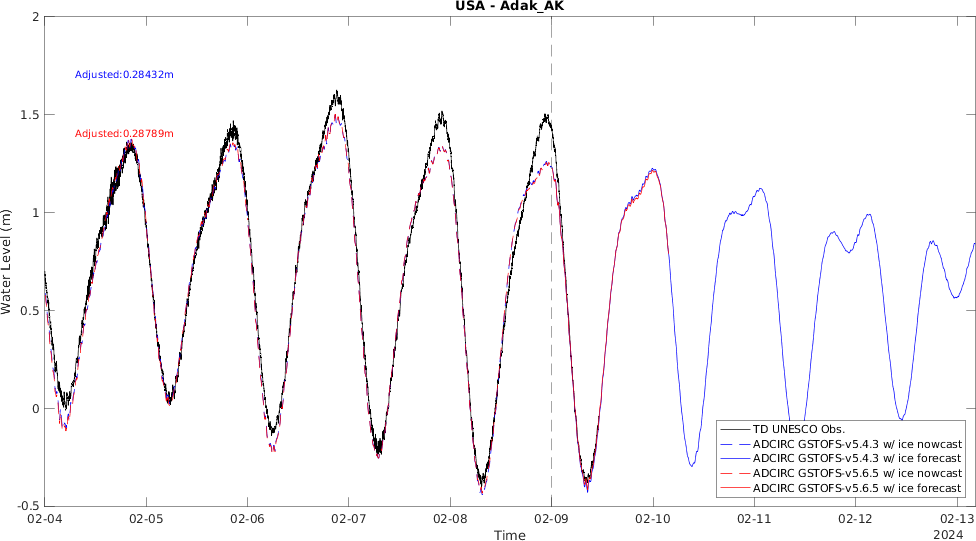 USA - Adak_AK
2
Adjusted:0.28432m
1.5
Adjusted:0.28789m
1
Water Level (m)
0.5
0
TD UNESCO Obs.
ADCIRC GSTOFS-v5.4.3 w/ ice nowcast
ADCIRC GSTOFS-v5.4.3 w/ ice forecast
ADCIRC GSTOFS-v5.6.5 w/ ice nowcast
ADCIRC GSTOFS-v5.6.5 w/ ice forecast
-0.5
02-04 02-05 02-06 02-07 02-08 02-09 02-10 02-11 02-12 02-13
Time
2024